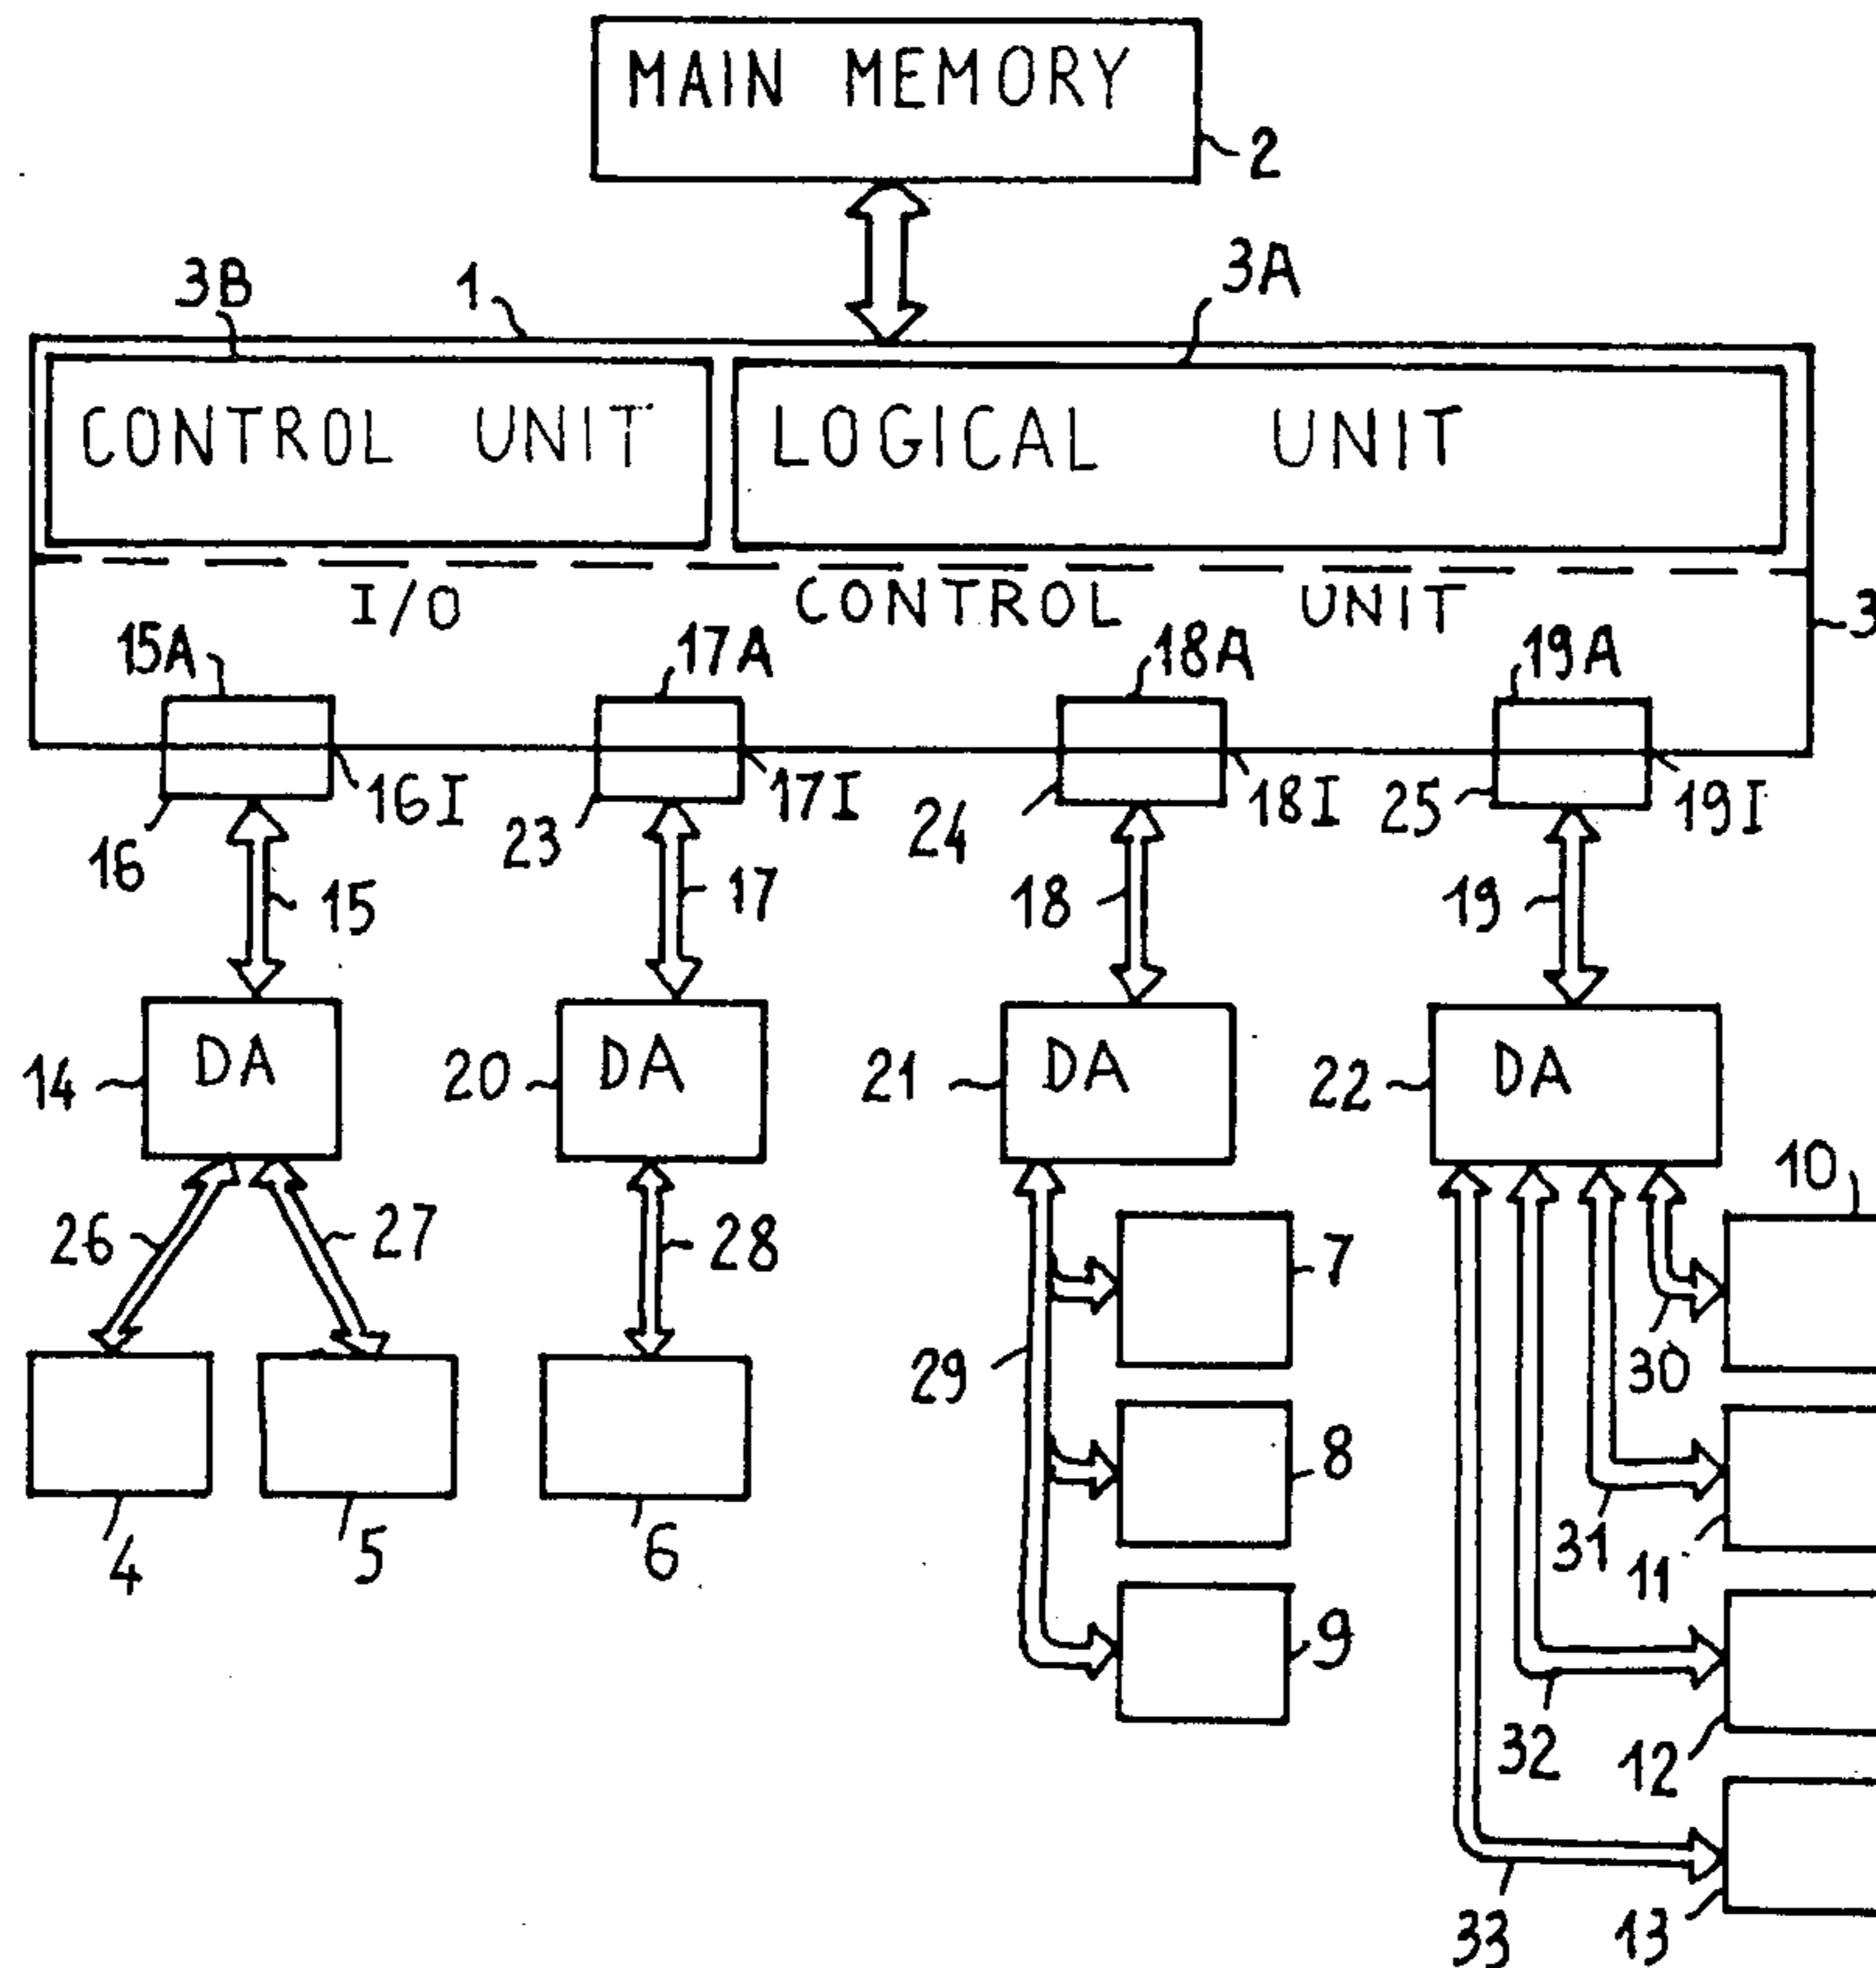 MAIN MEMORY
2
3B 1 3A
CONTROL UNIT LOGICAL UNIT
I/O CONTROL UNIT
3
15A 17A 18A 19A
16I 17I 18I 19I
16 23 24 25
15 17 18 19
DA DA DA DA
14 20 21 22
10
26 27 28 7
29 30
8
4 5 6 31 11
9
32 12
33 13